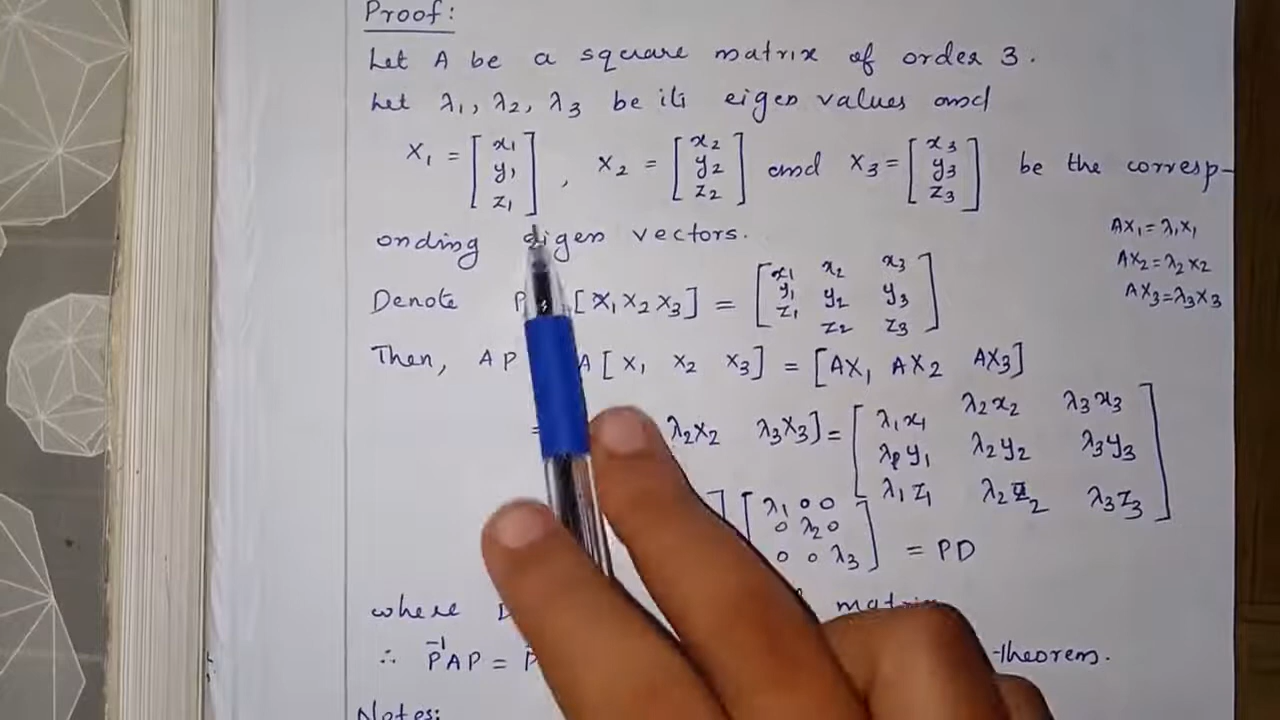 Proof:
Let A be a square matrix of order 3.
Let λ₁, λ₂, λ₃ be its eigen values and
X₁ = [x₁ y₁ z₁], X₂ = [x₂ y₂ z₂] and X₃ = [x₃ y₃ z₃] be the corresp-
onding eigen vectors.
AX₁ = λ₁X₁
AX₂ = λ₂X₂
AX₃ = λ₃X₃
Denote P [X₁ X₂ X₃] = [x₁ x₂ x₃
y₁ y₂ y₃
z₁ z₂ z₃]
Then, AP A[X₁ X₂ X₃] = [AX₁ AX₂ AX₃]
= λ₂X₂ λ₃X₃] = [λ₁x₁ λ₂x₂ λ₃x₃
λ₁y₁ λ₂y₂ λ₃y₃
λ₁z₁ λ₂z₂ λ₃z₃]
] [λ₁ 0 0
0 λ₂ 0
0 0 λ₃] = PD
where D matrix
∴ P⁻¹AP = theorem.
Notes: